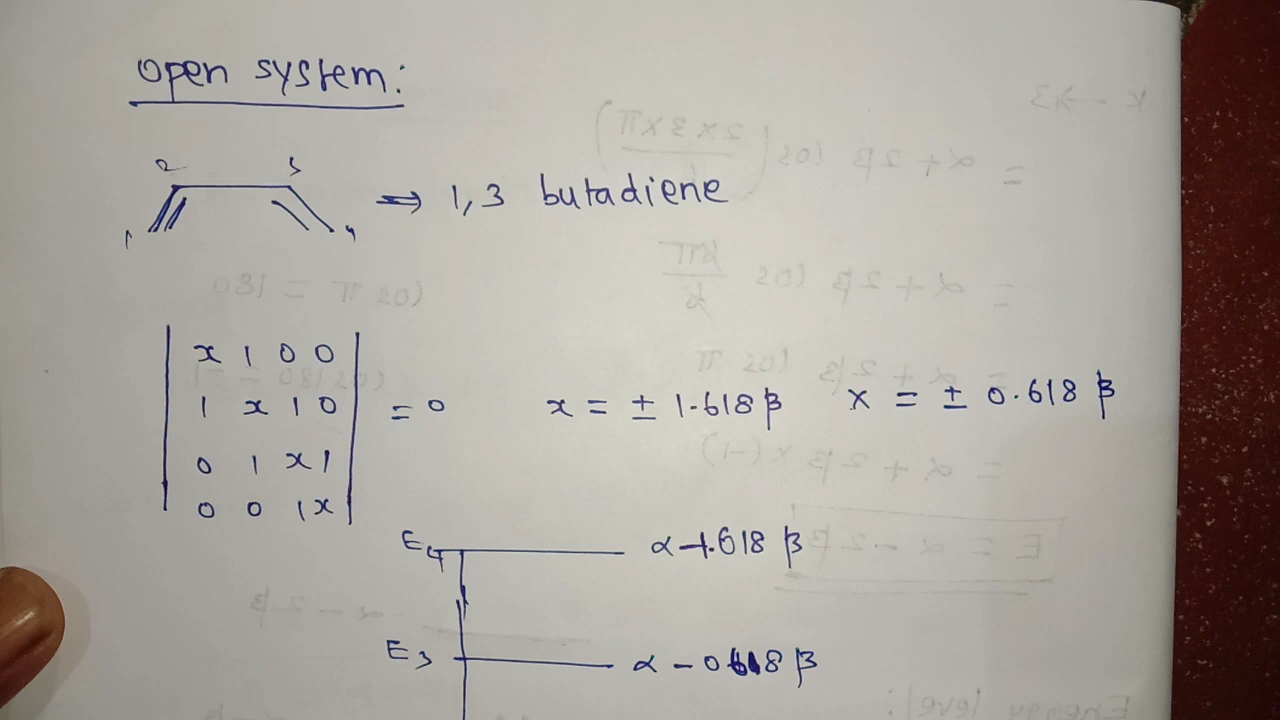 open system:
2 3
⇒ 1,3 butadiene
1 4
x 1 0 0
1 x 1 0 = 0 x = ± 1.618 β x = ± 0.618 β
0 1 x 1
0 0 1 x
E4 α-1.618 β
E3 α - 0.618 β